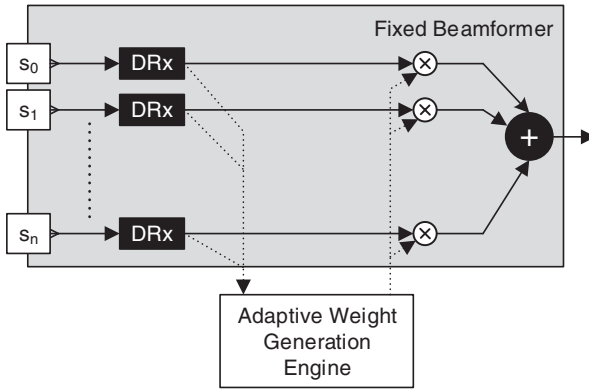 Fixed Beamformer
s0 DRx ×
s1 DRx ×
+
sn DRx ×
Adaptive Weight
Generation
Engine